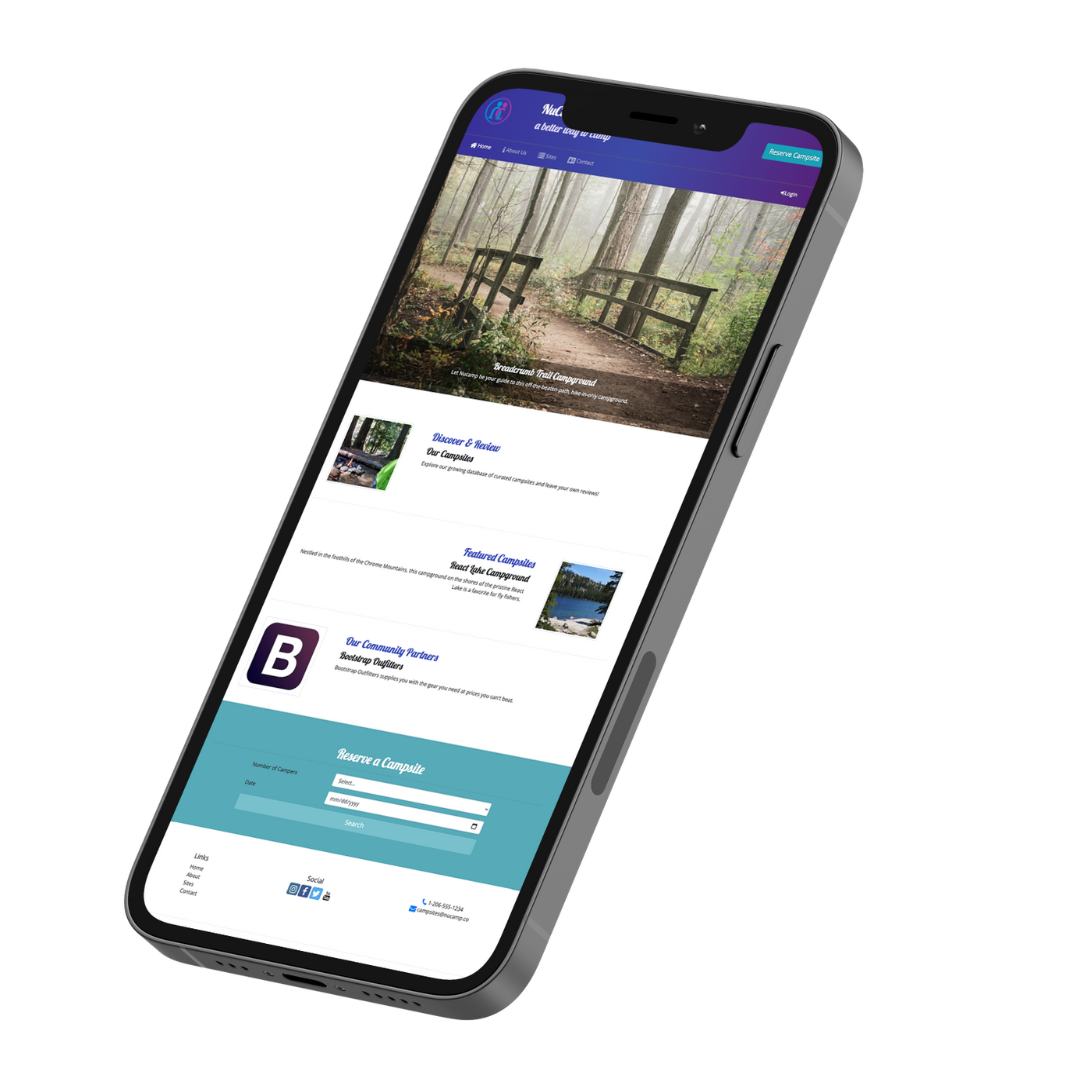 NuC
a better way to camp
Reserve Campsite
Home About Us Sites Contact
Login
Breadcrumb Trail Campground
Let Nucamp be your guide to this off-the-beaten-path, hike-in-only campground.
Discover & Review
Our Campsites
Explore our growing database of curated campsites and leave your own reviews!
Featured Campsites
React Lake Campground
Nestled in the foothills of the Chrome Mountains, this campground on the shores of the pristine React
Lake is a favorite for fly fishers.
B
Our Community Partners
Bootstrap Outfitters
Bootstrap Outfitters supplies you with the gear you need at prices you can't beat.
Reserve a Campsite
Number of Campers
Select...
Date
mm/dd/yyyy
Search
Links
Home
About
Sites
Contact
Social
You
Tube
1-206-555-1234
campsites@nucamp.co